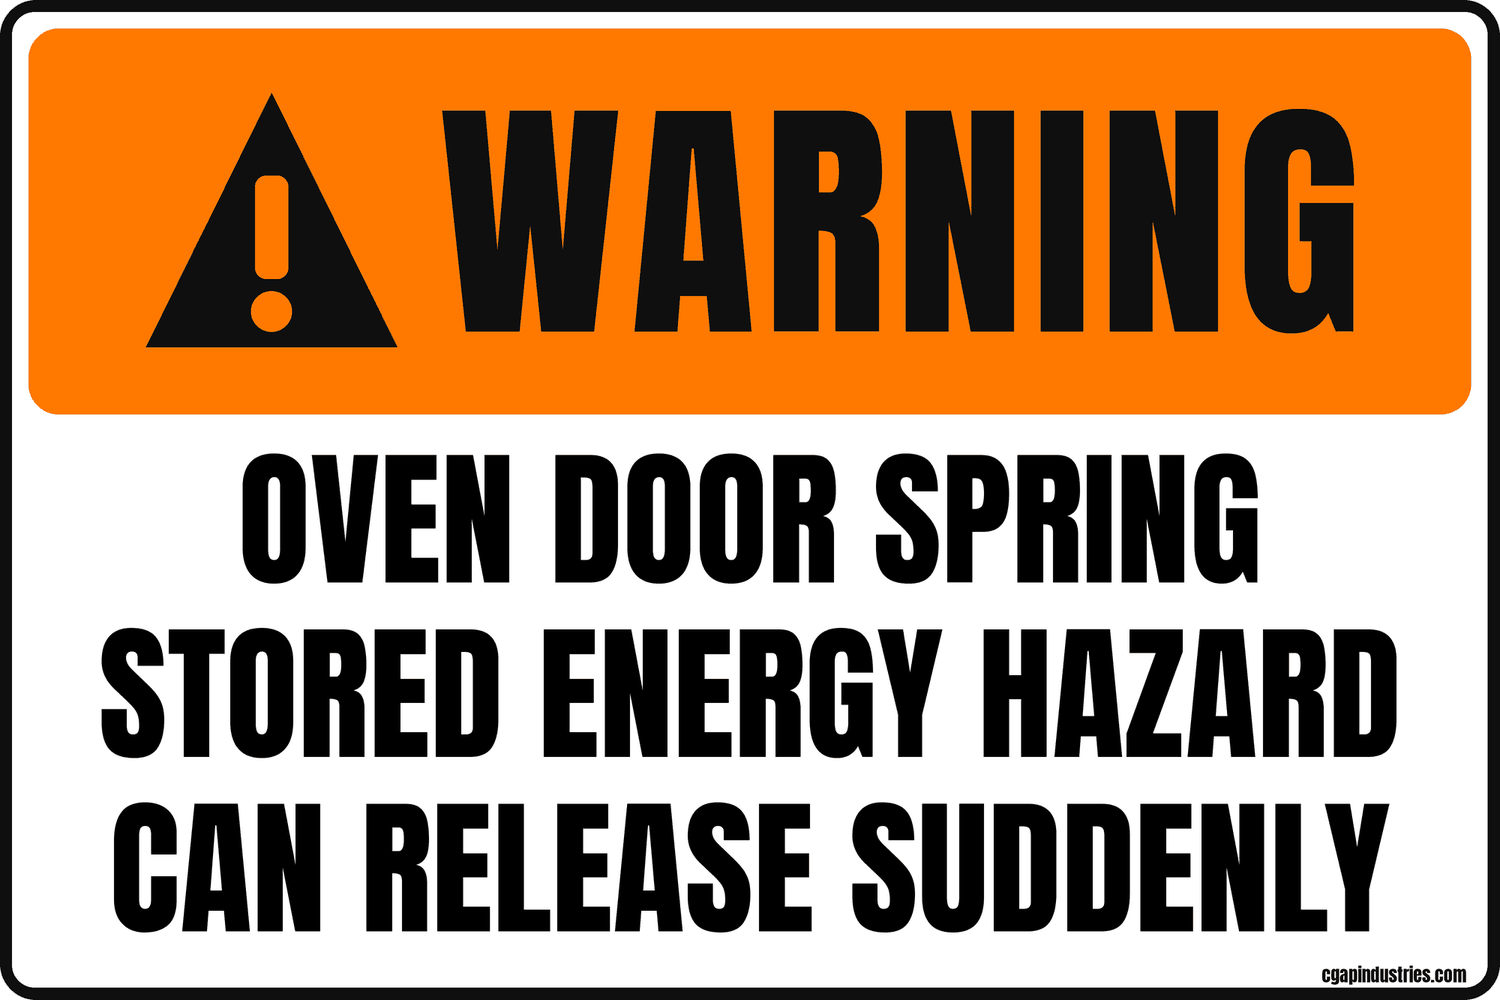 WARNING
OVEN DOOR SPRING
STORED ENERGY HAZARD
CAN RELEASE SUDDENLY
cgapindustries.com